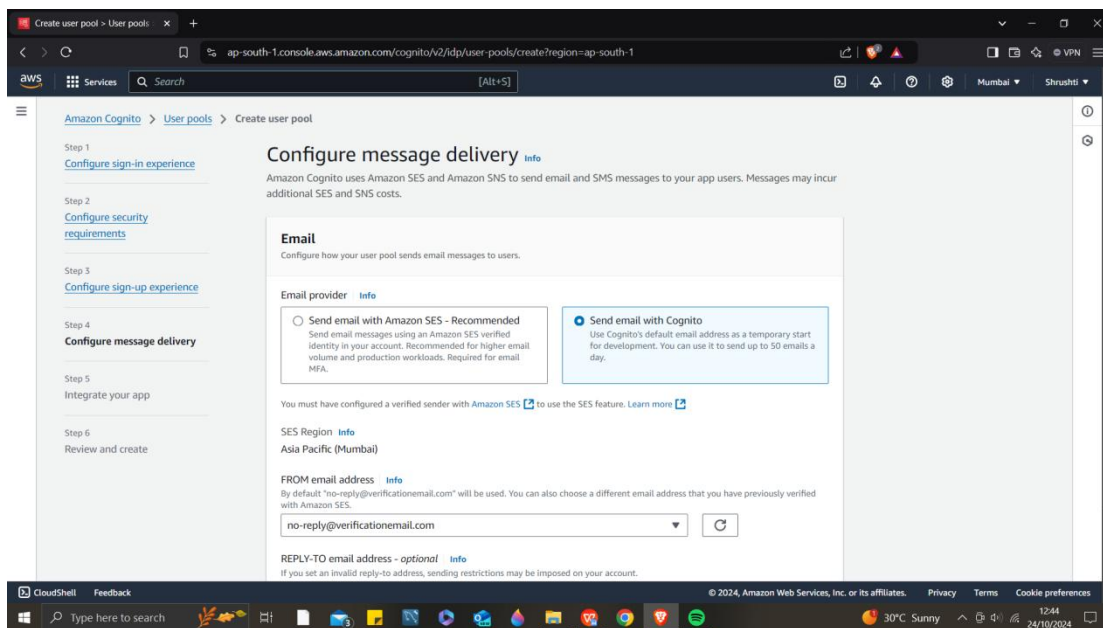 Create user pool > User pools
ap-south-1.console.aws.amazon.com/cognito/v2/idp/user-pools/create?region=ap-south-1
VPN
aws
Services
Search
[Alt+S]
Mumbai
Shrushti
Amazon Cognito > User pools > Create user pool
Step 1
Configure sign-in experience
Step 2
Configure security
requirements
Step 3
Configure sign-up experience
Step 4
Configure message delivery
Step 5
Integrate your app
Step 6
Review and create
Configure message delivery Info
Amazon Cognito uses Amazon SES and Amazon SNS to send email and SMS messages to your app users. Messages may incur
additional SES and SNS costs.
Email
Configure how your user pool sends email messages to users.
Email provider Info
Send email with Amazon SES - Recommended
Send email messages using an Amazon SES verified
identity in your account. Recommended for higher email
volume and production workloads. Required for email
MFA.
Send email with Cognito
Use Cognito's default email address as a temporary start
for development. You can use it to send up to 50 emails a
day.
You must have configured a verified sender with Amazon SES to use the SES feature. Learn more
SES Region Info
Asia Pacific (Mumbai)
FROM email address Info
By default "no-reply@verificationemail.com" will be used. You can also choose a different email address that you have previously verified
with Amazon SES.
no-reply@verificationemail.com
REPLY-TO email address - optional Info
If you set an invalid reply-to address, sending restrictions may be imposed on your account.
CloudShell Feedback
© 2024, Amazon Web Services, Inc. or its affiliates. Privacy Terms Cookie preferences
Type here to search
30°C Sunny
12:44
24/10/2024